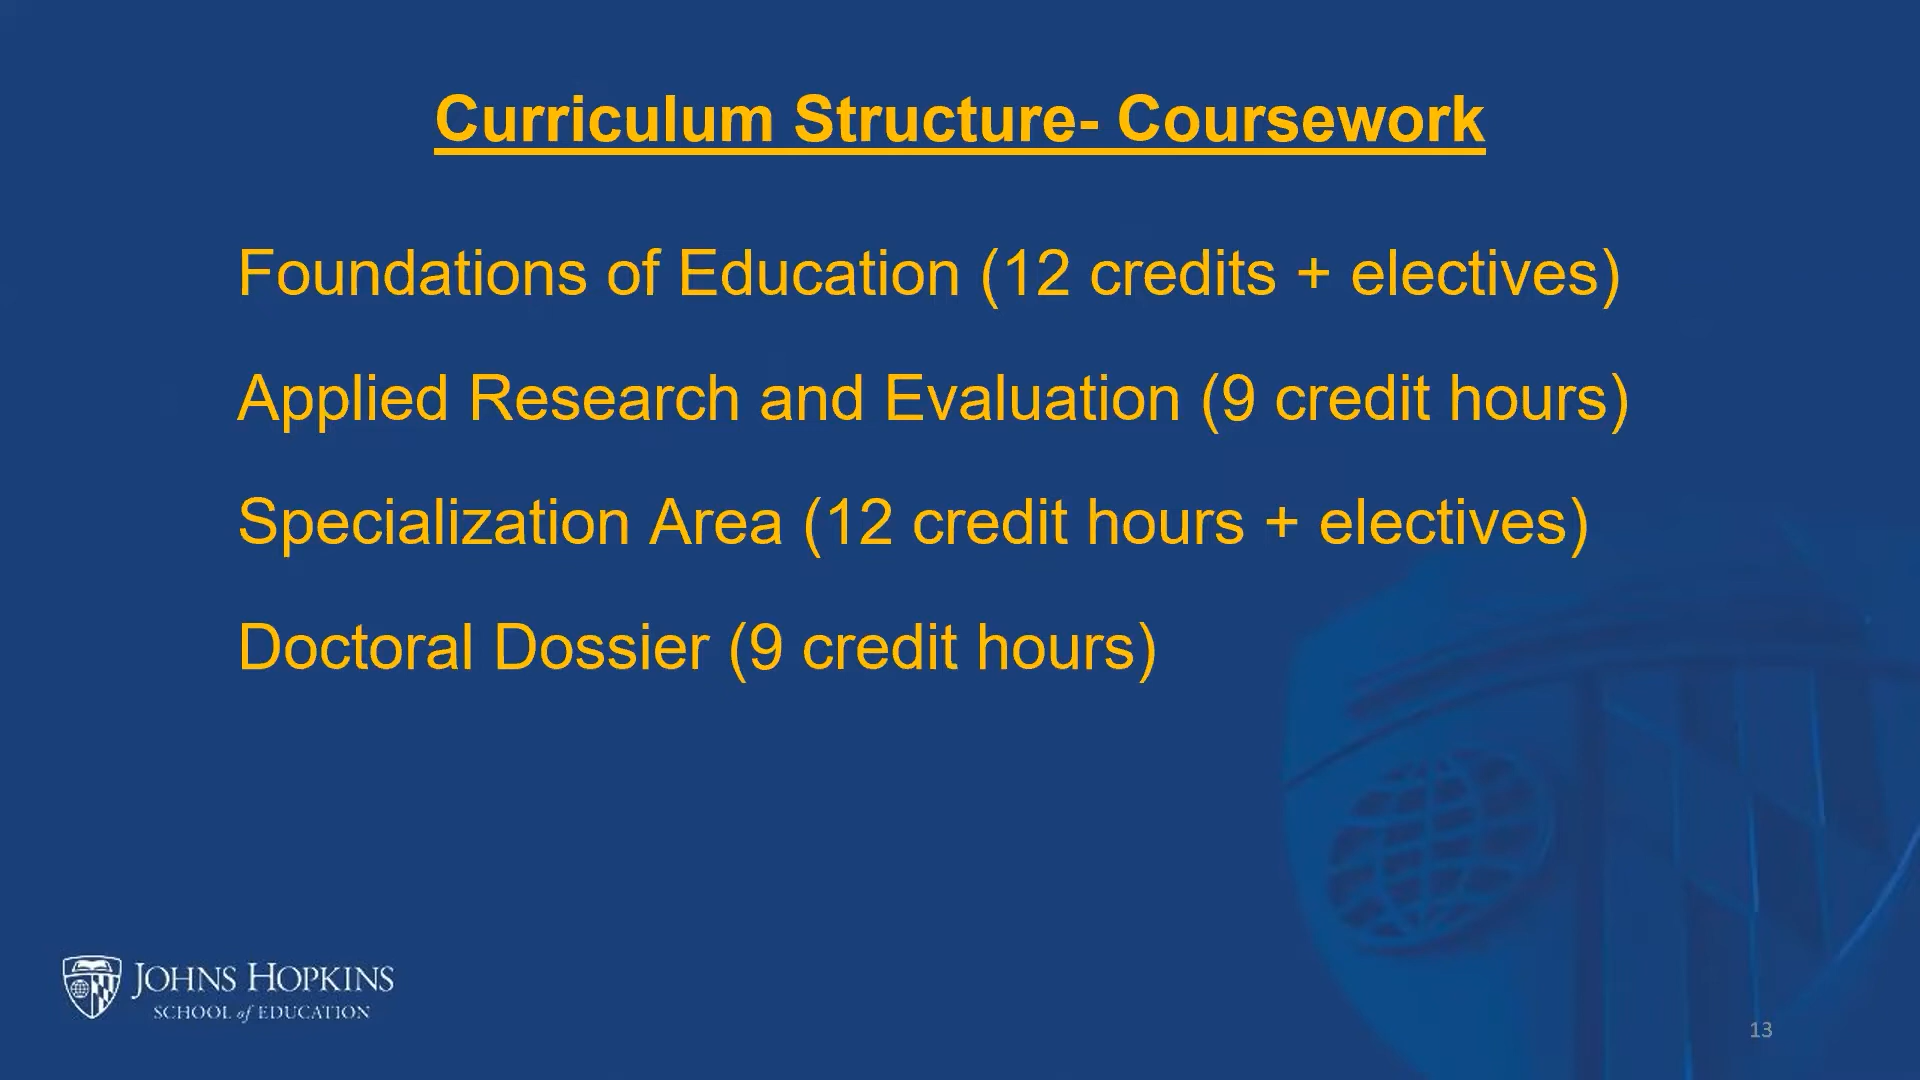 Curriculum Structure- Coursework
Foundations of Education (12 credits + electives)
Applied Research and Evaluation (9 credit hours)
Specialization Area (12 credit hours + electives)
Doctoral Dossier (9 credit hours)
JOHNS HOPKINS
SCHOOL of EDUCATION
13